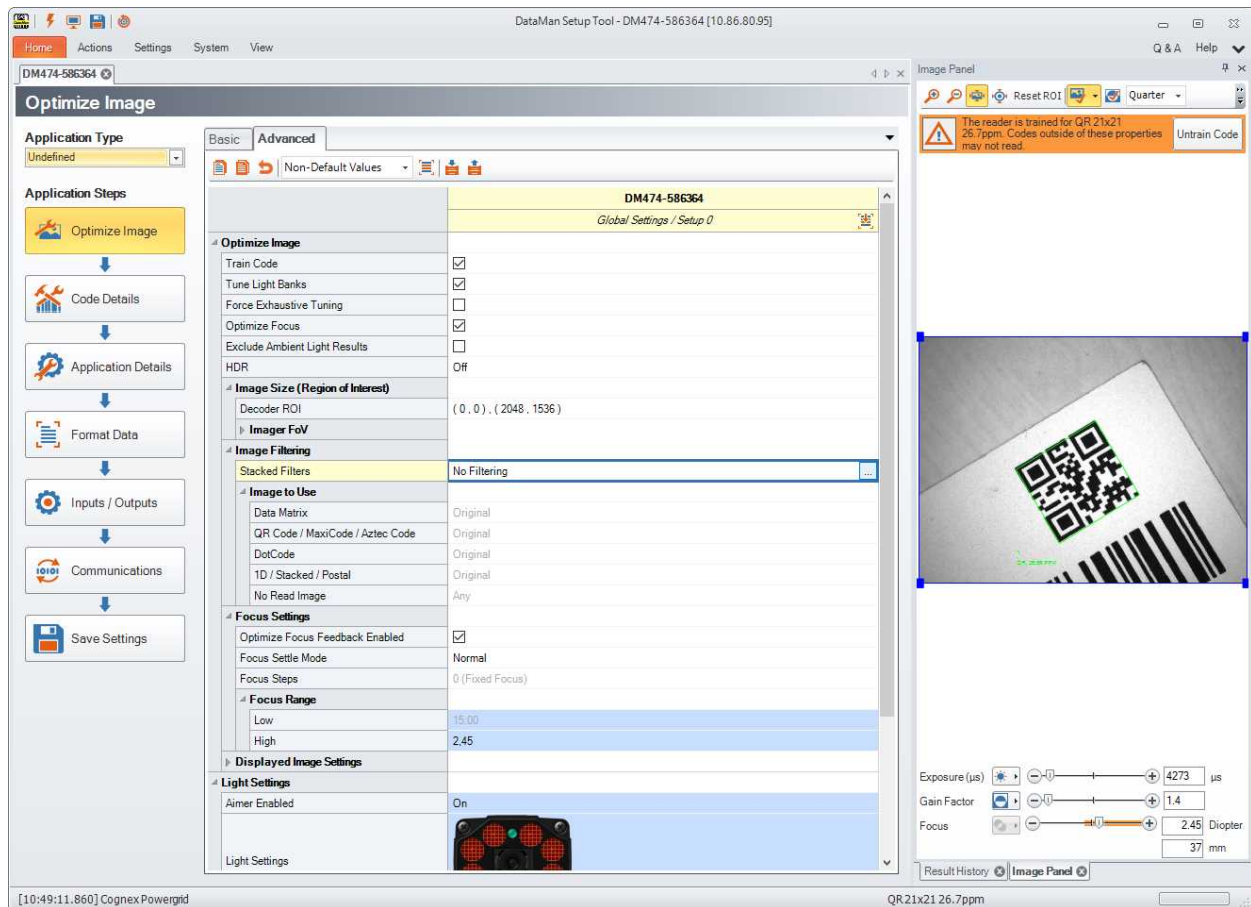 DataMan Setup Tool - DM474-586364 [10.86.80.95]
Home Actions Settings System View
Q & A Help
DM474-586364
Optimize Image
Application Type
Undefined
Application Steps
Optimize Image
Code Details
Application Details
Format Data
Inputs / Outputs
Communications
Save Settings
Basic Advanced
Non-Default Values
DM474-586364
Global Settings / Setup 0
Optimize Image
Train Code
Tune Light Banks
Force Exhaustive Tuning
Optimize Focus
Exclude Ambient Light Results
HDR Off
Image Size (Region of Interest)
Decoder ROI ( 0 , 0 ) , ( 2048 , 1536 )
Imager FoV
Image Filtering
Stacked Filters No Filtering ...
Image to Use
Data Matrix Original
QR Code / MaxiCode / Aztec Code Original
DotCode Original
1D / Stacked / Postal Original
No Read Image Any
Focus Settings
Optimize Focus Feedback Enabled
Focus Settle Mode Normal
Focus Steps 0 (Fixed Focus)
Focus Range
Low 15.00
High 2,45
Displayed Image Settings
Light Settings
Aimer Enabled On
Light Settings
Image Panel
Reset ROI Quarter
The reader is trained for QR 21x21
26.7ppm. Codes outside of these properties
may not read.
Untrain Code
Exposure (µs) 4273 µs
Gain Factor 1.4
Focus 2.45 Diopter
37 mm
Result History Image Panel
[10:49:11.860] Cognex Powergrid
QR 21x21 26.7ppm